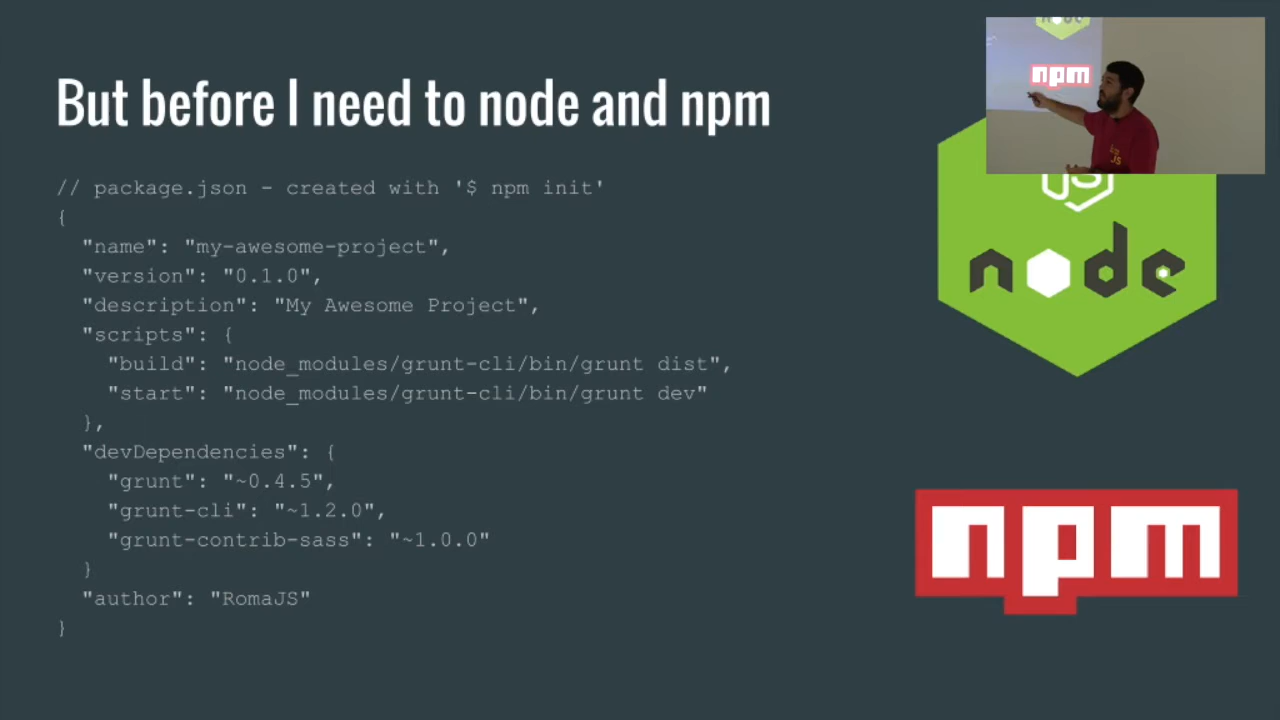 But before I need to node and npm
// package.json - created with '$ npm init'
{
"name": "my-awesome-project",
"version": "0.1.0",
"description": "My Awesome Project",
"scripts": {
"build": "node_modules/grunt-cli/bin/grunt dist",
"start": "node_modules/grunt-cli/bin/grunt dev"
},
"devDependencies": {
"grunt": "~0.4.5",
"grunt-cli": "~1.2.0",
"grunt-contrib-sass": "~1.0.0"
}
"author": "RomaJS"
}
npm
JS
JS
node
npm